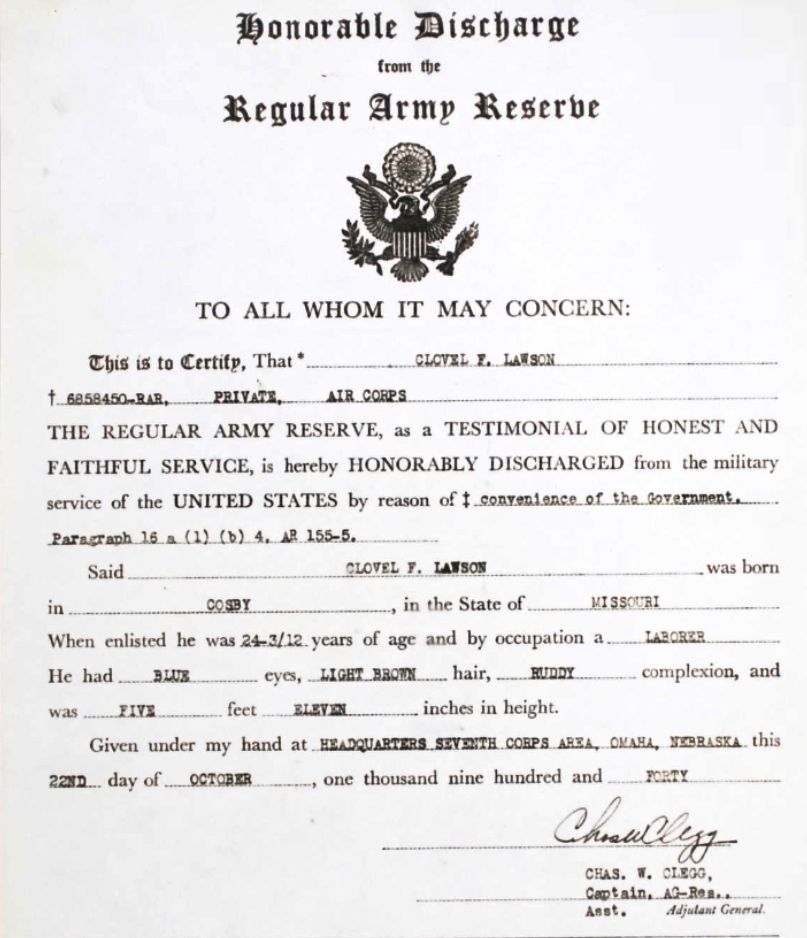 Honorable Discharge
from the
Regular Army Reserve
TO ALL WHOM IT MAY CONCERN:
This is to Certify, That * CLOVEL F. LAWSON
† 6858450-RAR, PRIVATE, AIR CORPS
THE REGULAR ARMY RESERVE, as a TESTIMONIAL OF HONEST AND
FAITHFUL SERVICE, is hereby HONORABLY DISCHARGED from the military
service of the UNITED STATES by reason of ‡ convenience of the Government.
Paragraph 16 a (1) (b) 4, AR 155-5.
Said CLOVEL F. LAWSON was born
in COSBY, in the State of MISSOURI
When enlisted he was 24-3/12 years of age and by occupation a LABORER
He had BLUE eyes, LIGHT BROWN hair, RUDDY complexion, and
was FIVE feet ELEVEN inches in height.
Given under my hand at HEADQUARTERS SEVENTH CORPS AREA, OMAHA, NEBRASKA this
22ND day of OCTOBER, one thousand nine hundred and FORTY
Chas W Clegg
CHAS. W. CLEGG,
Captain, AG-Res.,
Asst. Adjutant General.